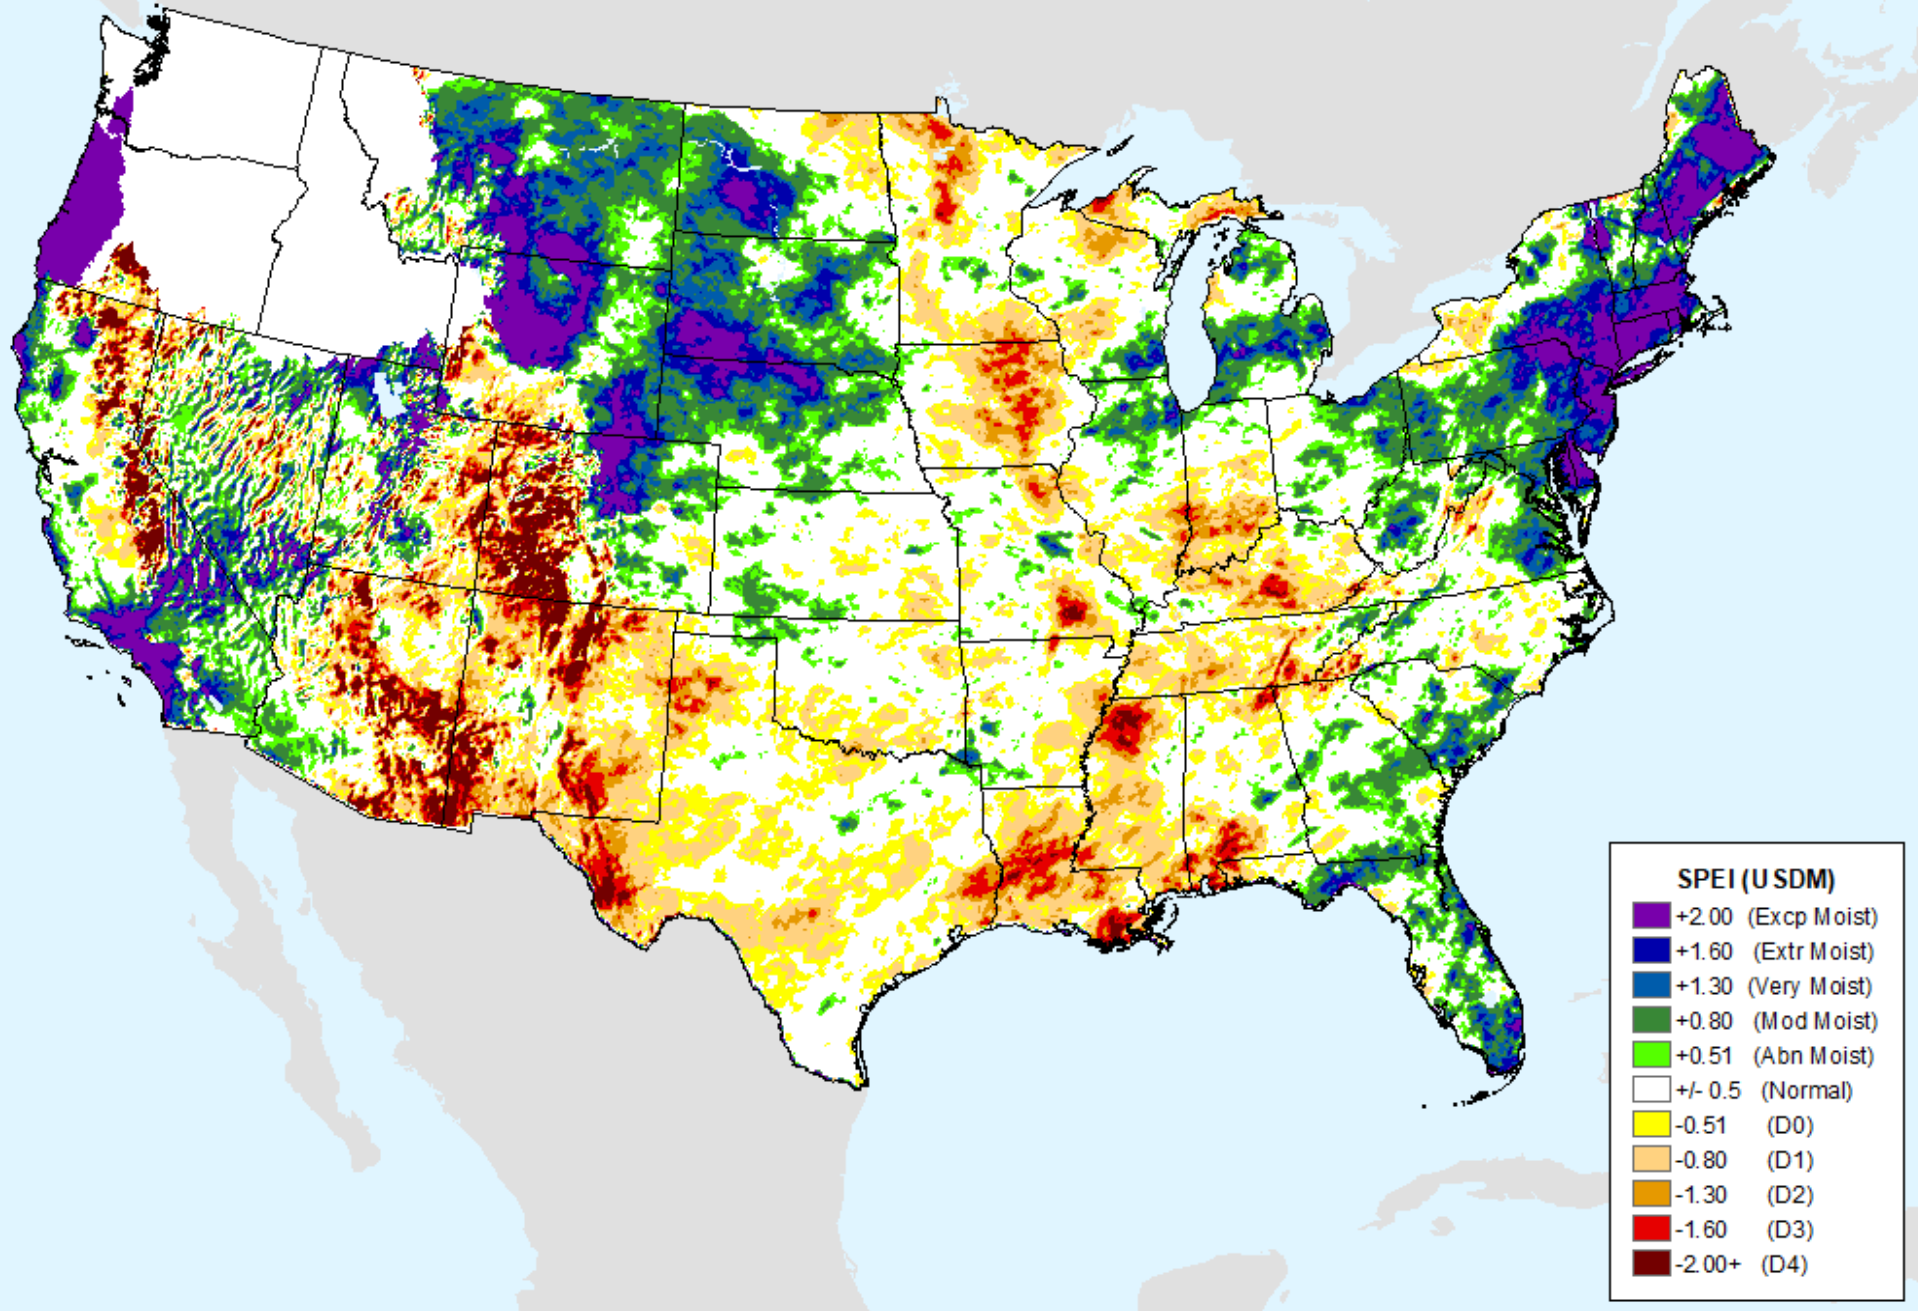 SPEI (USDM)
+2.00 (Excp Moist)
+1.60 (Extr Moist)
+1.30 (Very Moist)
+0.80 (Mod Moist)
+0.51 (Abn Moist)
+/- 0.5 (Normal)
-0.51 (D0)
-0.80 (D1)
-1.30 (D2)
-1.60 (D3)
-2.00+ (D4)